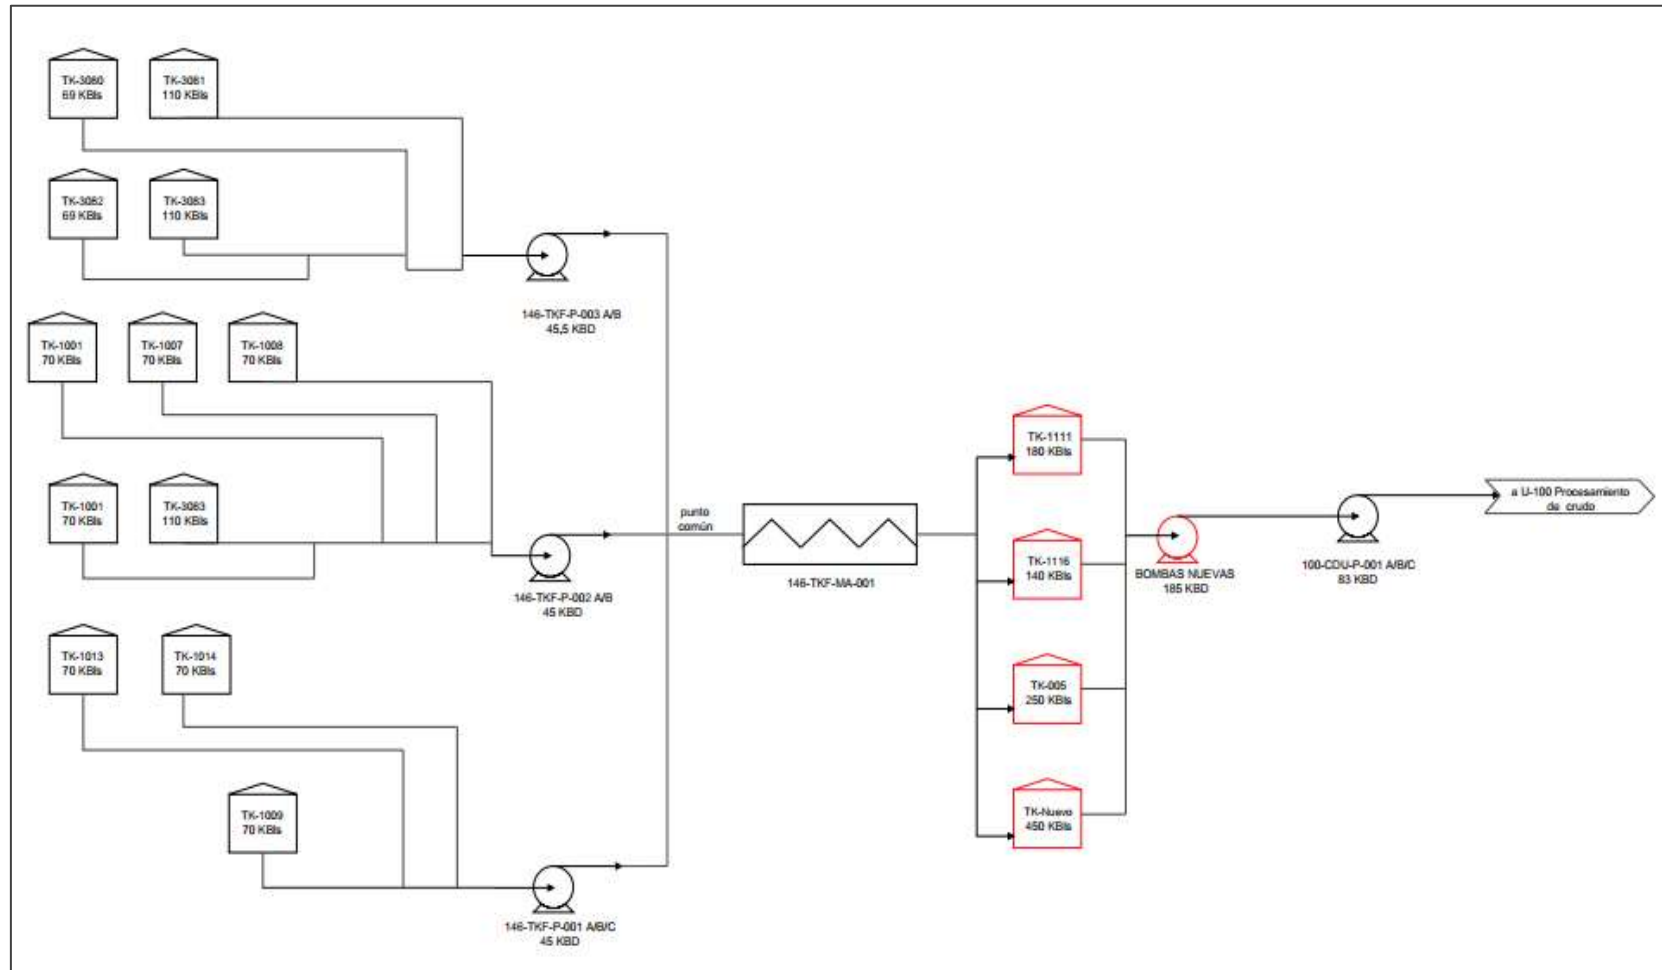 TK-3080
69 KBls
TK-3081
110 KBls
TK-3082
69 KBls
TK-3083
110 KBls
146-TKF-P-003 A/B
45,5 KBD
TK-1001
70 KBls
TK-1007
70 KBls
TK-1008
70 KBls
TK-1001
70 KBls
TK-3083
110 KBls
146-TKF-P-002 A/B
45 KBD
TK-1013
70 KBls
TK-1014
70 KBls
TK-1009
70 KBls
146-TKF-P-001 A/B/C
45 KBD
punto
común
146-TKF-MA-001
TK-1111
180 KBls
TK-1116
140 KBls
TK-005
250 KBls
TK-Nuevo
450 KBls
BOMBAS NUEVAS
185 KBD
100-CDU-P-001 A/B/C
83 KBD
a U-100 Procesamiento
de crudo